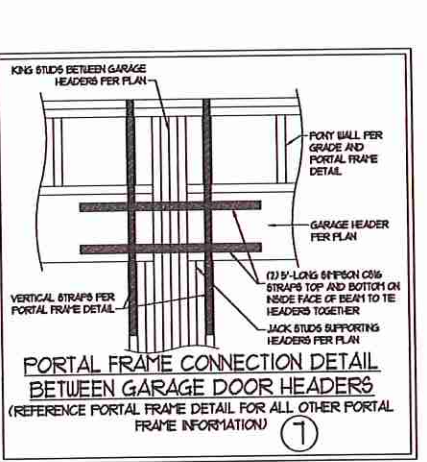 KING STUDS BETWEEN GARAGE
HEADERS PER PLAN
PONY WALL PER
GRADE AND
PORTAL FRAME
DETAIL
GARAGE HEADER
PER PLAN
(2) 5'-LONG SIMPSON CS16
STRAPS TOP AND BOTTOM ON
INSIDE FACE OF BEAM TO TIE
HEADERS TOGETHER
VERTICAL STRAPS PER
PORTAL FRAME DETAIL
JACK STUDS SUPPORTING
HEADERS PER PLAN
PORTAL FRAME CONNECTION DETAIL
BETWEEN GARAGE DOOR HEADERS
(REFERENCE PORTAL FRAME DETAIL FOR ALL OTHER PORTAL
FRAME INFORMATION)
7